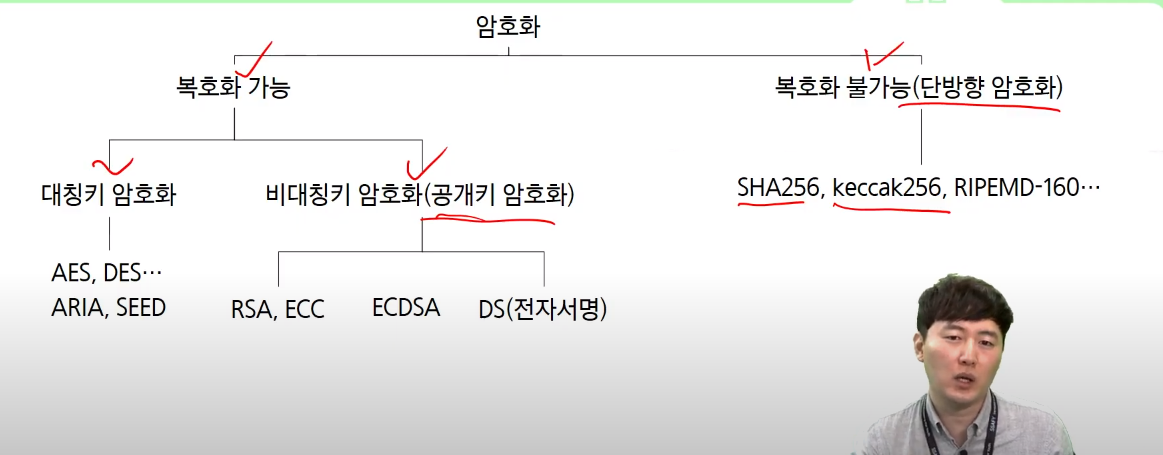 암호화
복호화 가능
복호화 불가능(단방향 암호화)
대칭키 암호화
비대칭키 암호화(공개키 암호화)
SHA256, keccak256, RIPEMD-160…
AES, DES…
ARIA, SEED
RSA, ECC
ECDSA
DS(전자서명)